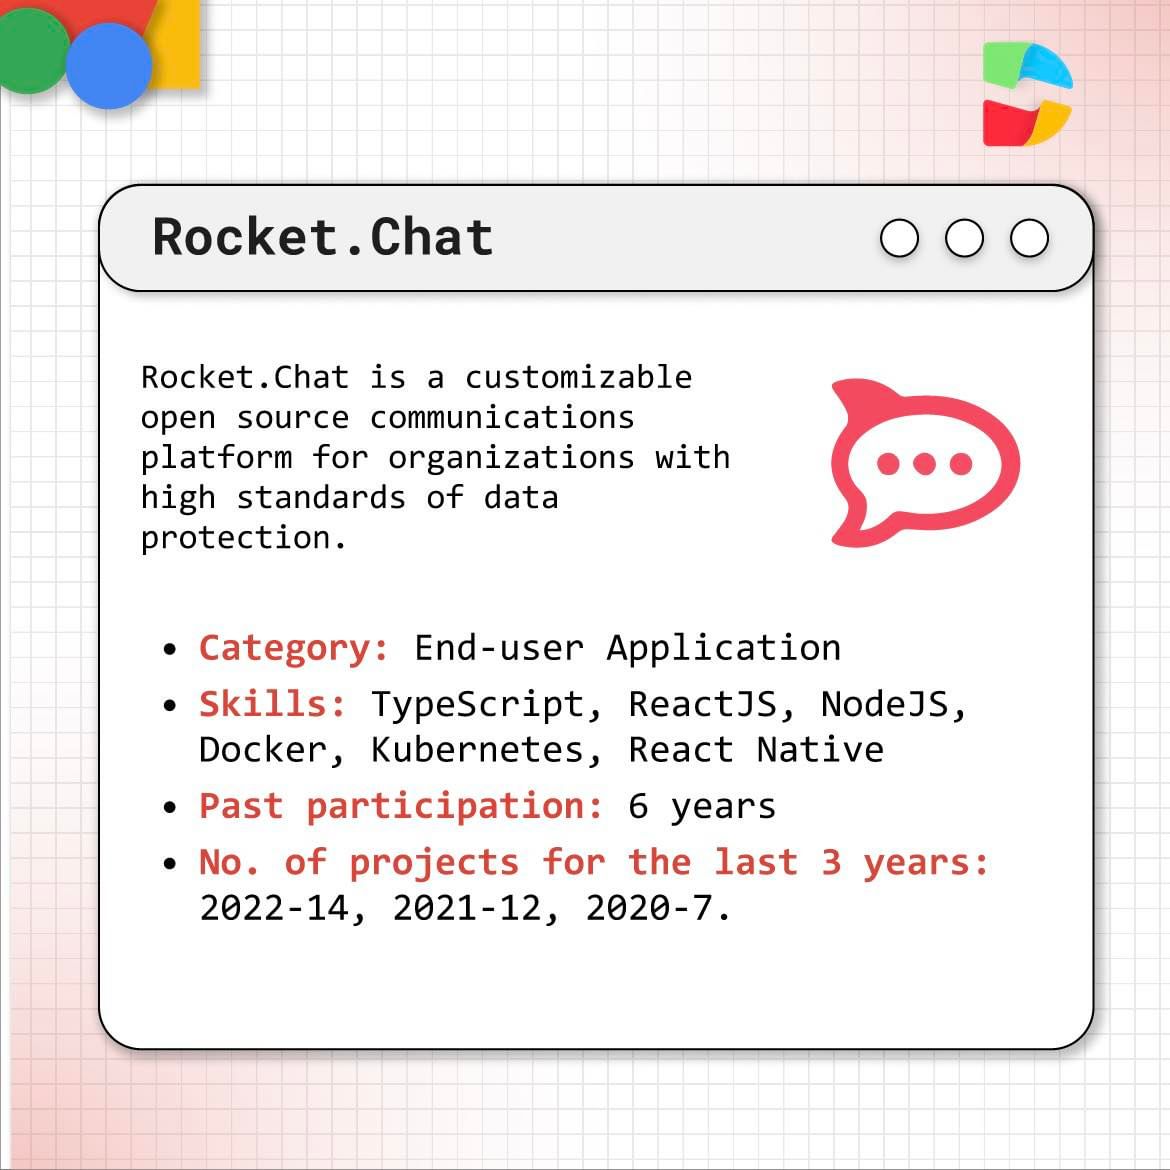 Rocket.Chat
Rocket.Chat is a customizable
open source communications
platform for organizations with
high standards of data
protection.
• Category: End-user Application
• Skills: TypeScript, ReactJS, NodeJS,
Docker, Kubernetes, React Native
• Past participation: 6 years
• No. of projects for the last 3 years:
2022-14, 2021-12, 2020-7.